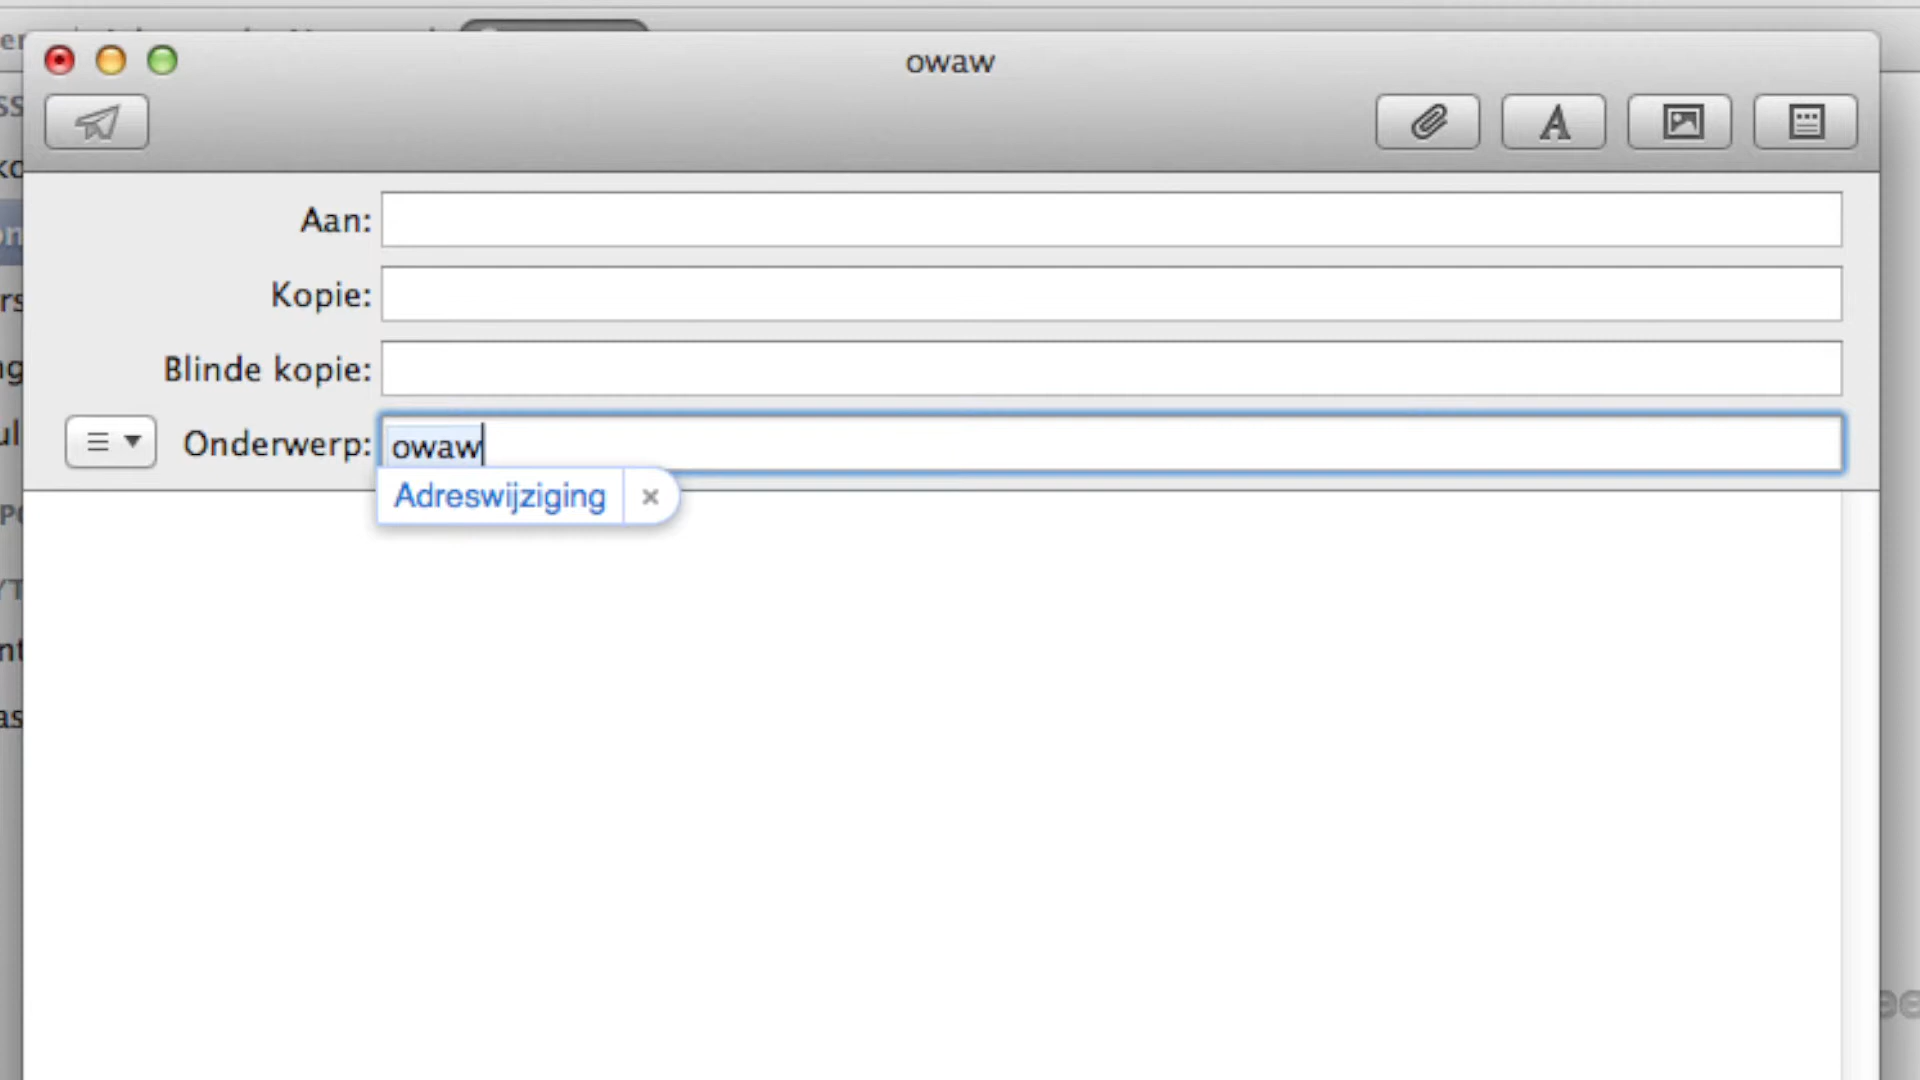 owaw
Aan:
Kopie:
Blinde kopie:
Onderwerp: owaw
Adreswijziging